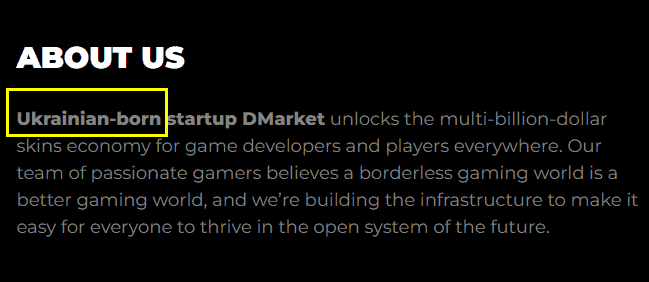 ABOUT US
Ukrainian-born startup DMarket unlocks the multi-billion-dollar
skins economy for game developers and players everywhere. Our
team of passionate gamers believes a borderless gaming world is a
better gaming world, and we’re building the infrastructure to make it
easy for everyone to thrive in the open system of the future.